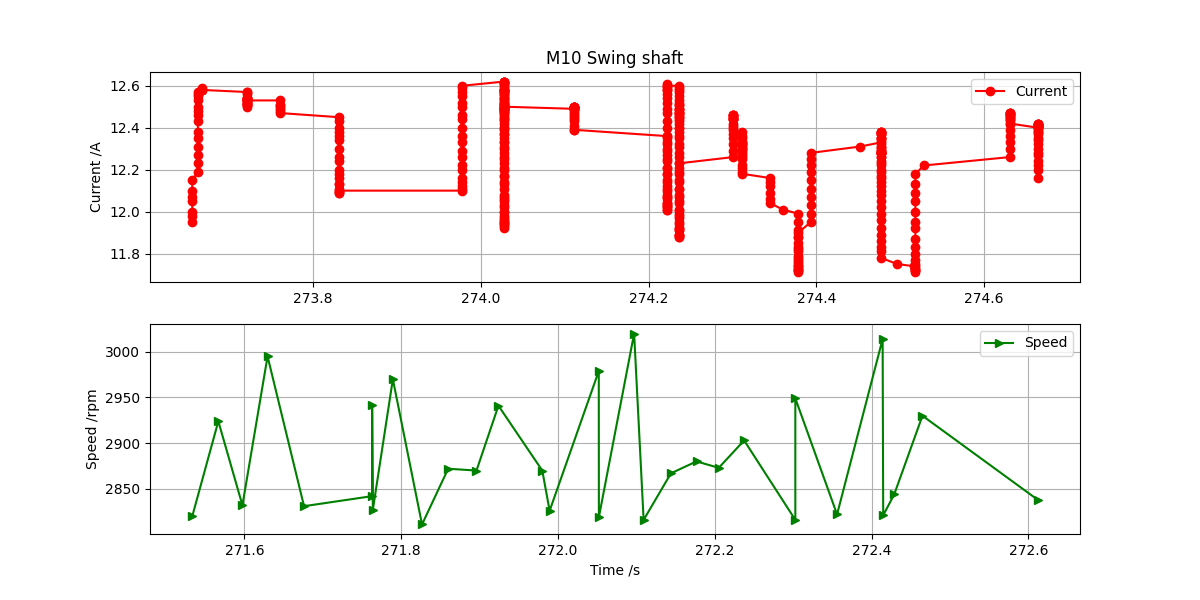 M10 Swing shaft
Current /A
12.6
12.4
12.2
12.0
11.8
Current
273.8 274.0 274.2 274.4 274.6
Speed /rpm
3000
2950
2900
2850
Speed
271.6 271.8 272.0 272.2 272.4 272.6
Time /s